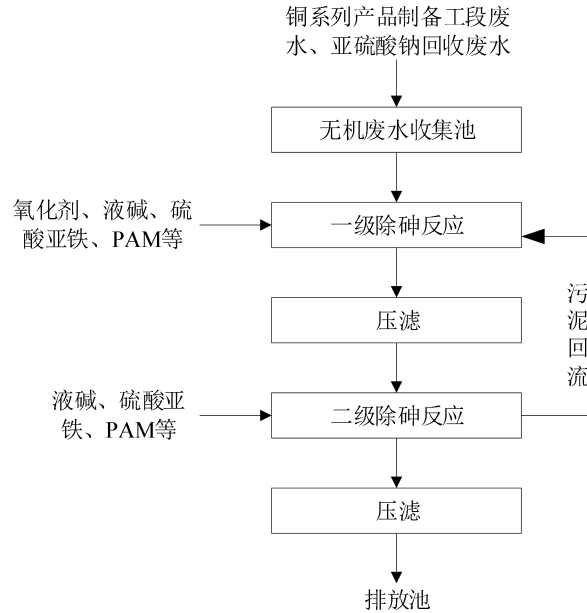 铜系列产品制备工段废
水、亚硫酸钠回收废水
无机废水收集池
氧化剂、液碱、硫
酸亚铁、PAM等
一级除砷反应
压滤
污
泥
回
流
液碱、硫酸亚
铁、PAM等
二级除砷反应
压滤
排放池